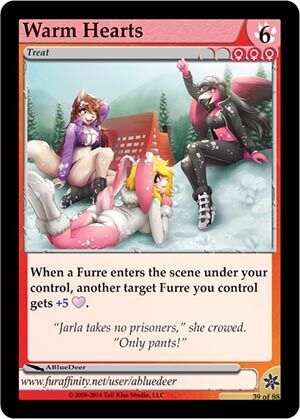 Warm Hearts
6
Treat
When a Furre enters the scene under your
control, another target Furre you control
gets +5 .
“Jarla takes no prisoners,” she crowed.
“Only pants!”
ABlueDeer
www.furaffinity.net/user/abluedeer
39 of 88
© 2008-2014 Tail Kiss Studio, LLC